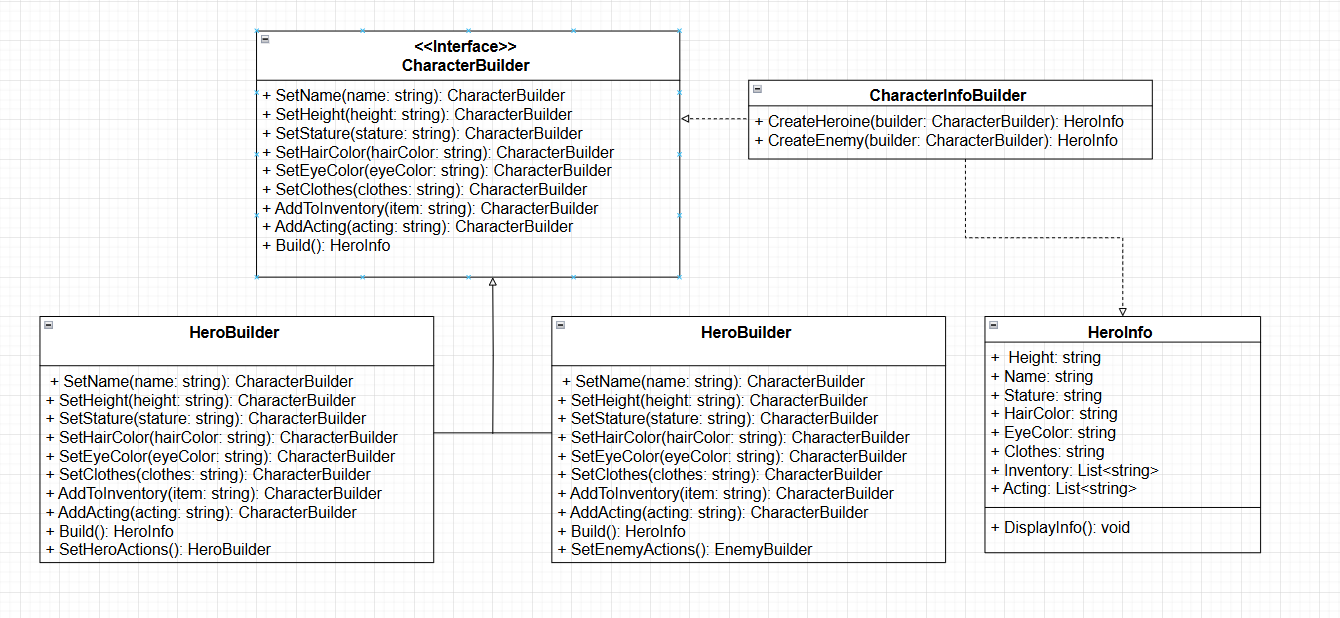 <<Interface>>
CharacterBuilder
+ SetName(name: string): CharacterBuilder
+ SetHeight(height: string): CharacterBuilder
+ SetStature(stature: string): CharacterBuilder
+ SetHairColor(hairColor: string): CharacterBuilder
+ SetEyeColor(eyeColor: string): CharacterBuilder
+ SetClothes(clothes: string): CharacterBuilder
+ AddToInventory(item: string): CharacterBuilder
+ AddActing(acting: string): CharacterBuilder
+ Build(): HeroInfo
CharacterInfoBuilder
+ CreateHeroine(builder: CharacterBuilder): HeroInfo
+ CreateEnemy(builder: CharacterBuilder): HeroInfo
HeroBuilder
+ SetName(name: string): CharacterBuilder
+ SetHeight(height: string): CharacterBuilder
+ SetStature(stature: string): CharacterBuilder
+ SetHairColor(hairColor: string): CharacterBuilder
+ SetEyeColor(eyeColor: string): CharacterBuilder
+ SetClothes(clothes: string): CharacterBuilder
+ AddToInventory(item: string): CharacterBuilder
+ AddActing(acting: string): CharacterBuilder
+ Build(): HeroInfo
+ SetHeroActions(): HeroBuilder
HeroBuilder
+ SetName(name: string): CharacterBuilder
+ SetHeight(height: string): CharacterBuilder
+ SetStature(stature: string): CharacterBuilder
+ SetHairColor(hairColor: string): CharacterBuilder
+ SetEyeColor(eyeColor: string): CharacterBuilder
+ SetClothes(clothes: string): CharacterBuilder
+ AddToInventory(item: string): CharacterBuilder
+ AddActing(acting: string): CharacterBuilder
+ Build(): HeroInfo
+ SetEnemyActions(): EnemyBuilder
HeroInfo
+ Height: string
+ Name: string
+ Stature: string
+ HairColor: string
+ EyeColor: string
+ Clothes: string
+ Inventory: List<string>
+ Acting: List<string>
+ DisplayInfo(): void